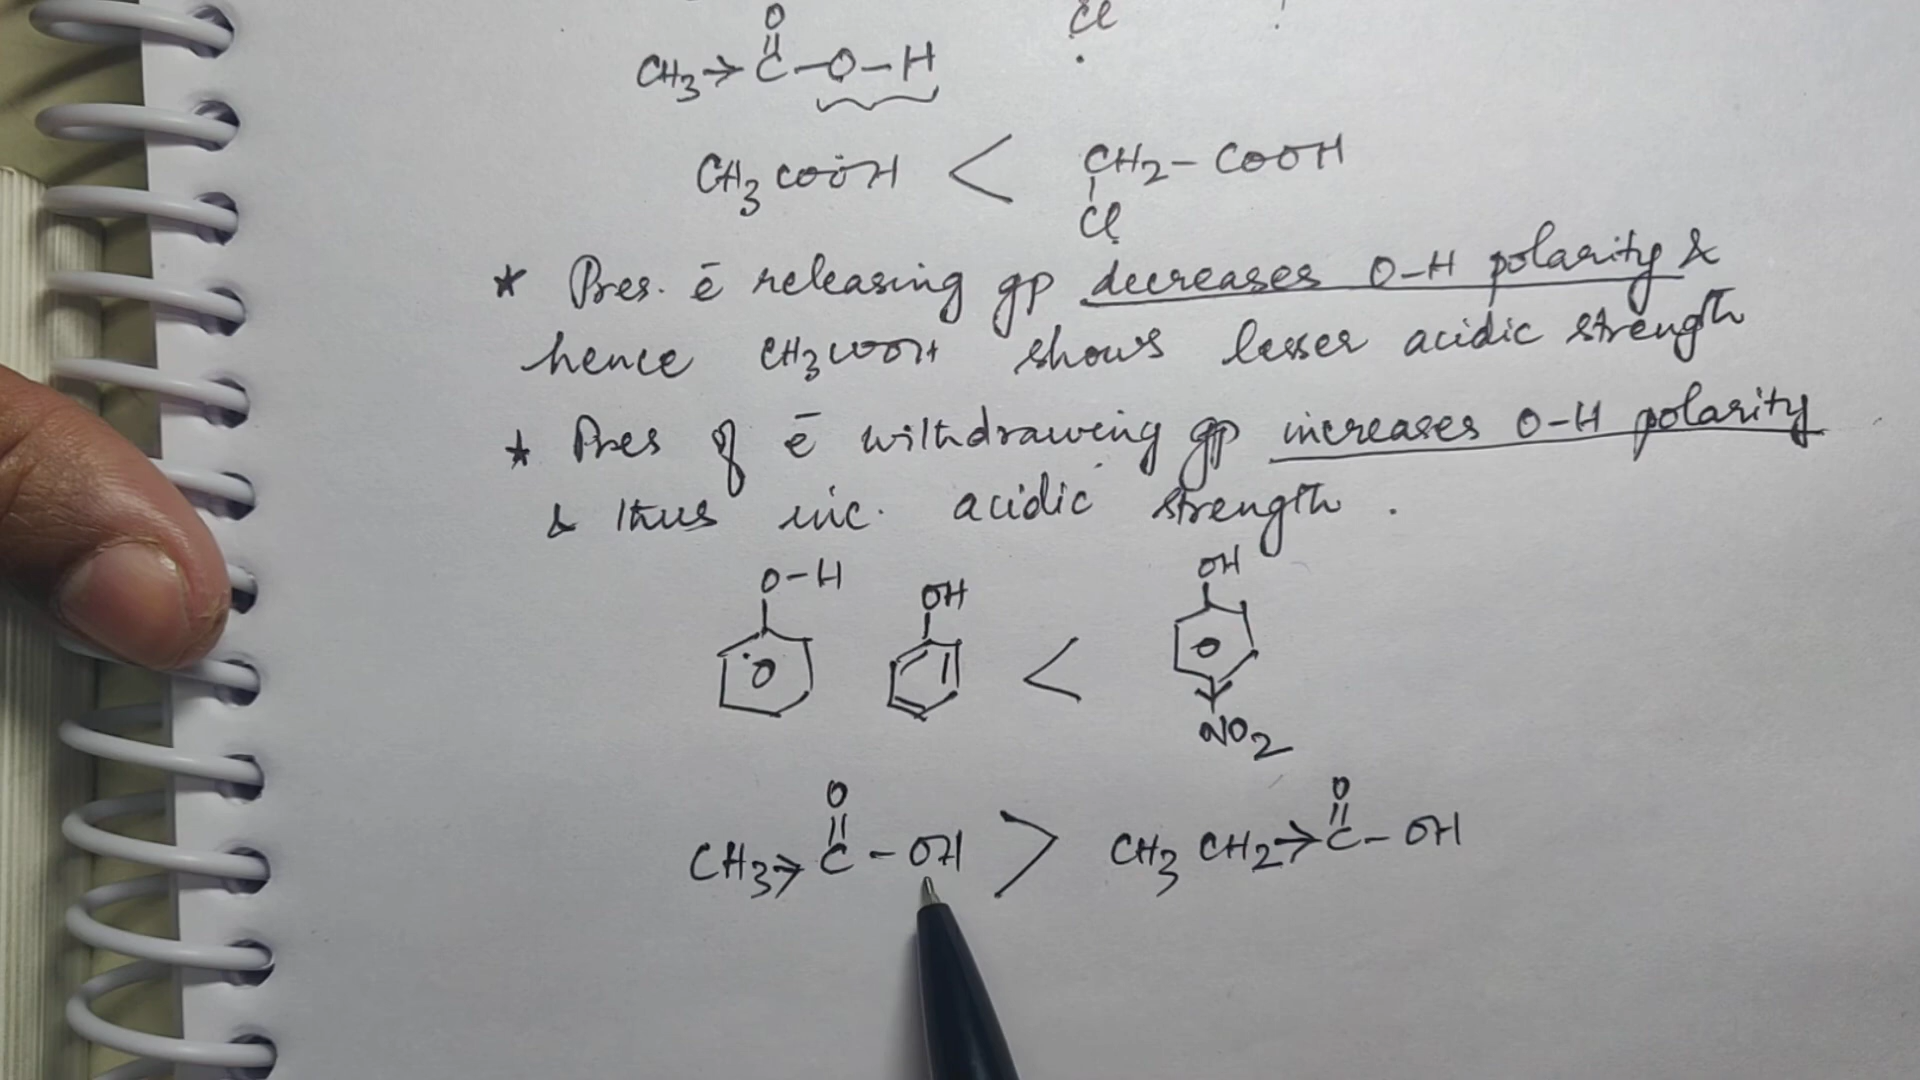 O Cl
CH3→C-O-H
CH3COOH < CH2-COOH
Cl
* Pres. ē releasing gp decreases O-H polarity &
hence CH3COOH shows lesser acidic strength
* Pres of ē withdrawing gp increases O-H polarity
& thus inc. acidic strength.
O-H OH < OH
NO2
O O
CH3→C-OH > CH3CH2→C-OH